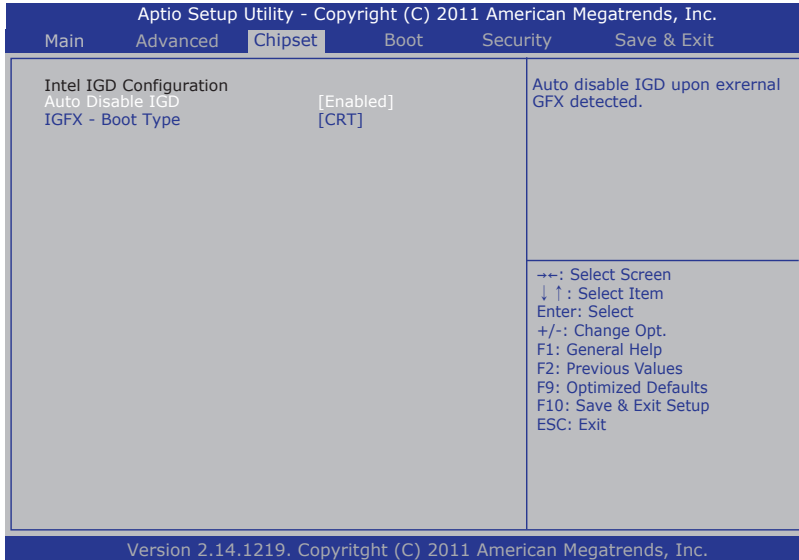 Aptio Setup Utility - Copyright (C) 2011 American Megatrends, Inc.
Main Advanced Chipset Boot Security Save & Exit
Intel IGD Configuration
Auto Disable IGD [Enabled]
IGFX - Boot Type [CRT]
Auto disable IGD upon exrernal
GFX detected.
→←: Select Screen
↓↑: Select Item
Enter: Select
+/-: Change Opt.
F1: General Help
F2: Previous Values
F9: Optimized Defaults
F10: Save & Exit Setup
ESC: Exit
Version 2.14.1219. Copyritght (C) 2011 American Megatrends, Inc.